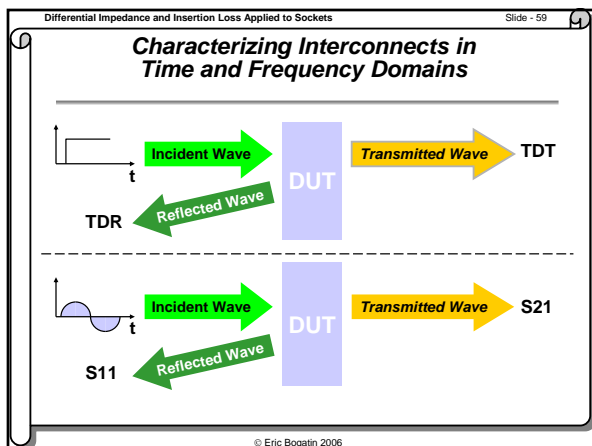 Differential Impedance and Insertion Loss Applied to Sockets
Slide - 59
Characterizing Interconnects in
Time and Frequency Domains
t
Incident Wave
DUT
Transmitted Wave
TDT
Reflected Wave
TDR
t
Incident Wave
DUT
Transmitted Wave
S21
Reflected Wave
S11
© Eric Bogatin 2006